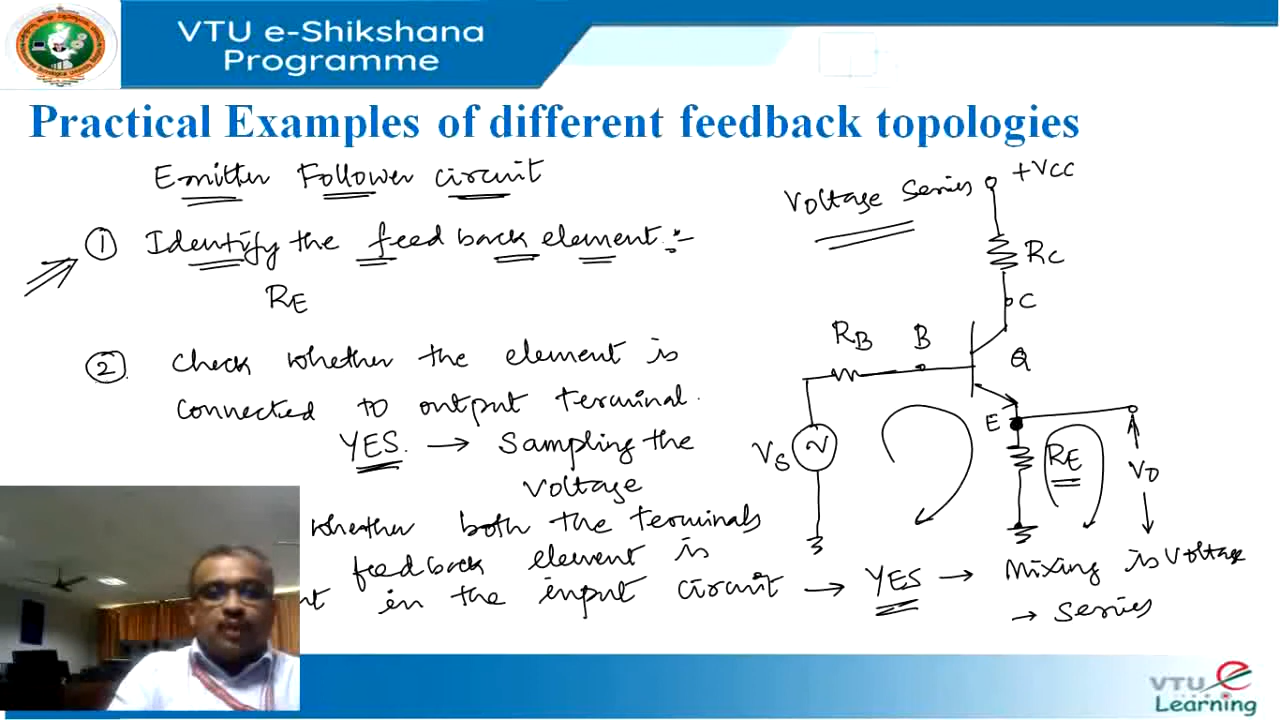 VTU e-Shikshana
Programme
Practical Examples of different feedback topologies
Emitter Follower circuit
① Identify the feed back element :-
RE
② Check whether the element is
connected to output terminal.
YES. → Sampling the
voltage
whether both the terminals
feedback element is
in the input circuit → YES → Mixing is voltage
→ series
Voltage Series
+VCC
RC
C
RB
B
Q
E
VS
RE
VO
VTU e
Learning